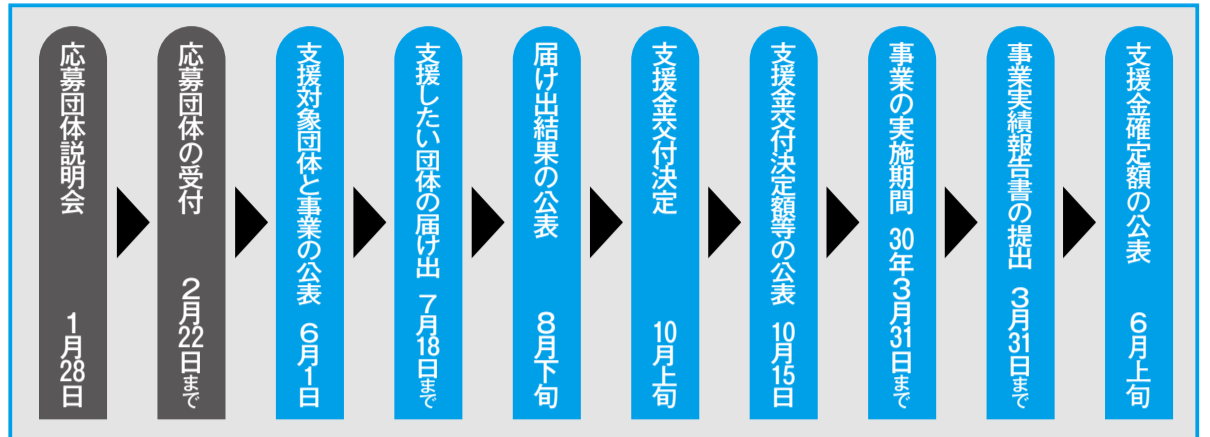 応募団体説明会 1月28日
応募団体の受付 2月22日まで
支援対象団体と事業の公表 6月1日
支援したい団体の届け出 7月18日まで
届け出結果の公表 8月下旬
支援金交付決定 10月上旬
支援金交付決定額等の公表 10月15日
事業の実施期間 30年3月31日まで
事業実績報告書の提出 3月31日まで
支援金確定額の公表 6月上旬